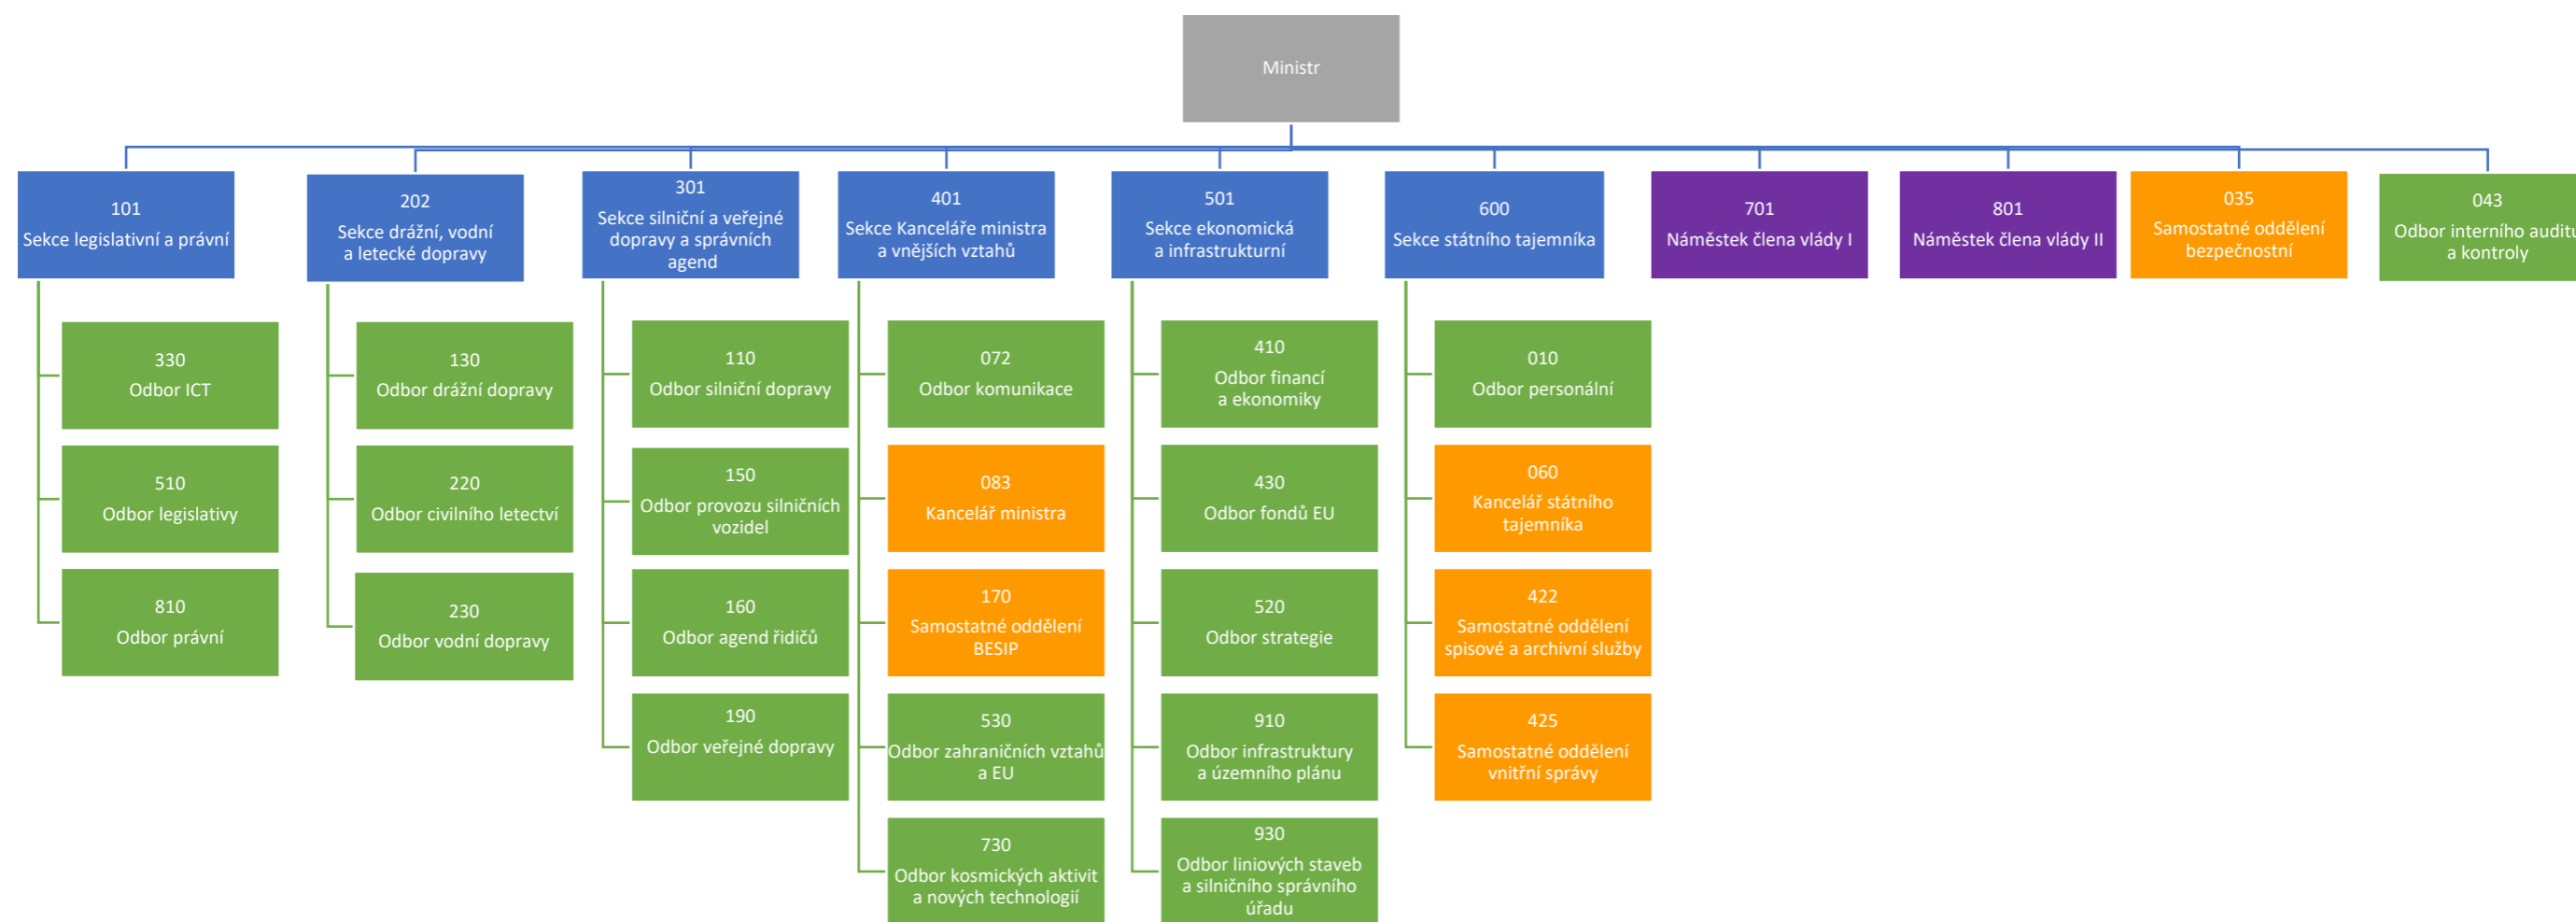 Ministr
101
Sekce legislativní a právní
202
Sekce drážní, vodní
a letecké dopravy
301
Sekce silniční a veřejné
dopravy a správních
agend
401
Sekce Kanceláře ministra
a vnějších vztahů
501
Sekce ekonomická
a infrastrukturní
600
Sekce státního tajemníka
701
Náměstek člena vlády I
801
Náměstek člena vlády II
035
Samostatné oddělení
bezpečnostní
043
Odbor interního auditu
a kontroly
330
Odbor ICT
510
Odbor legislativy
810
Odbor právní
130
Odbor drážní dopravy
220
Odbor civilního letectví
230
Odbor vodní dopravy
110
Odbor silniční dopravy
150
Odbor provozu silničních
vozidel
160
Odbor agend řidičů
190
Odbor veřejné dopravy
072
Odbor komunikace
083
Kancelář ministra
170
Samostatné oddělení
BESIP
530
Odbor zahraničních vztahů
a EU
730
Odbor kosmických aktivit
a nových technologií
410
Odbor financí
a ekonomiky
430
Odbor fondů EU
520
Odbor strategie
910
Odbor infrastruktury
a územního plánu
930
Odbor liniových staveb
a silničního správního
úřadu
010
Odbor personální
060
Kancelář státního
tajemníka
422
Samostatné oddělení
spisové a archivní služby
425
Samostatné oddělení
vnitřní správy